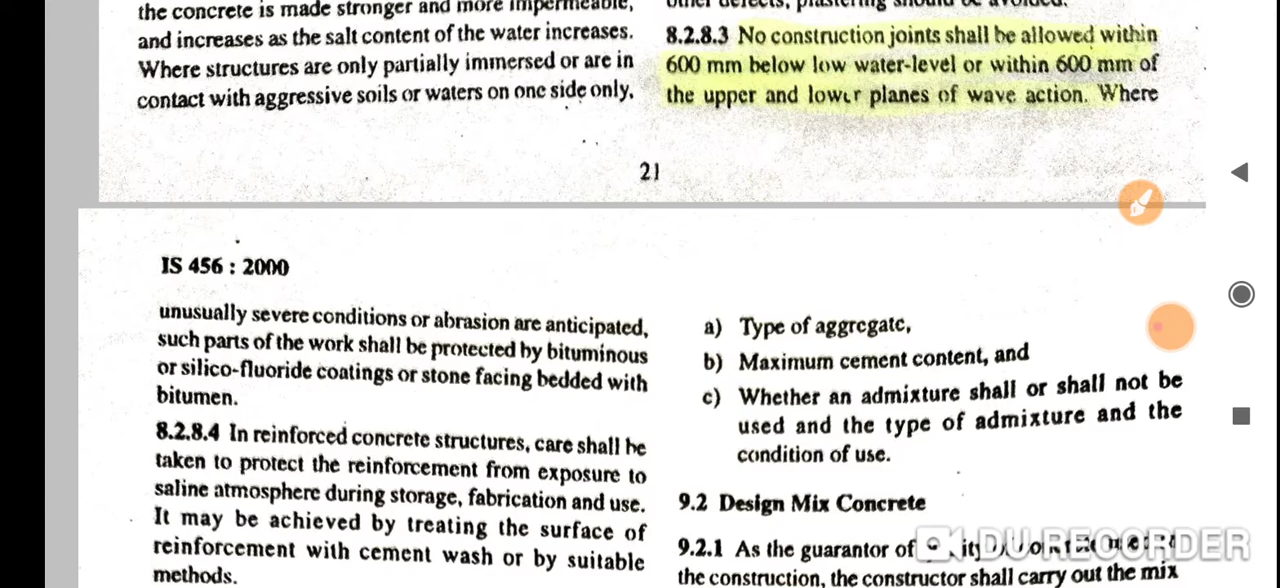 the concrete is made stronger and more impermeable,
and increases as the salt content of the water increases.
Where structures are only partially immersed or are in
contact with aggressive soils or waters on one side only,
other defects, plastering should be avoided.
8.2.8.3 No construction joints shall be allowed within
600 mm below low water-level or within 600 mm of
the upper and lower planes of wave action. Where
21
IS 456 : 2000
unusually severe conditions or abrasion are anticipated,
such parts of the work shall be protected by bituminous
or silico-fluoride coatings or stone facing bedded with
bitumen.
8.2.8.4 In reinforced concrete structures, care shall be
taken to protect the reinforcement from exposure to
saline atmosphere during storage, fabrication and use.
It may be achieved by treating the surface of
reinforcement with cement wash or by suitable
methods.
a) Type of aggregate,
b) Maximum cement content, and
c) Whether an admixture shall or shall not be
used and the type of admixture and the
condition of use.
9.2 Design Mix Concrete
9.2.1 As the guarantor of
the construction, the constructor shall carry out the mix
DU RECORDER